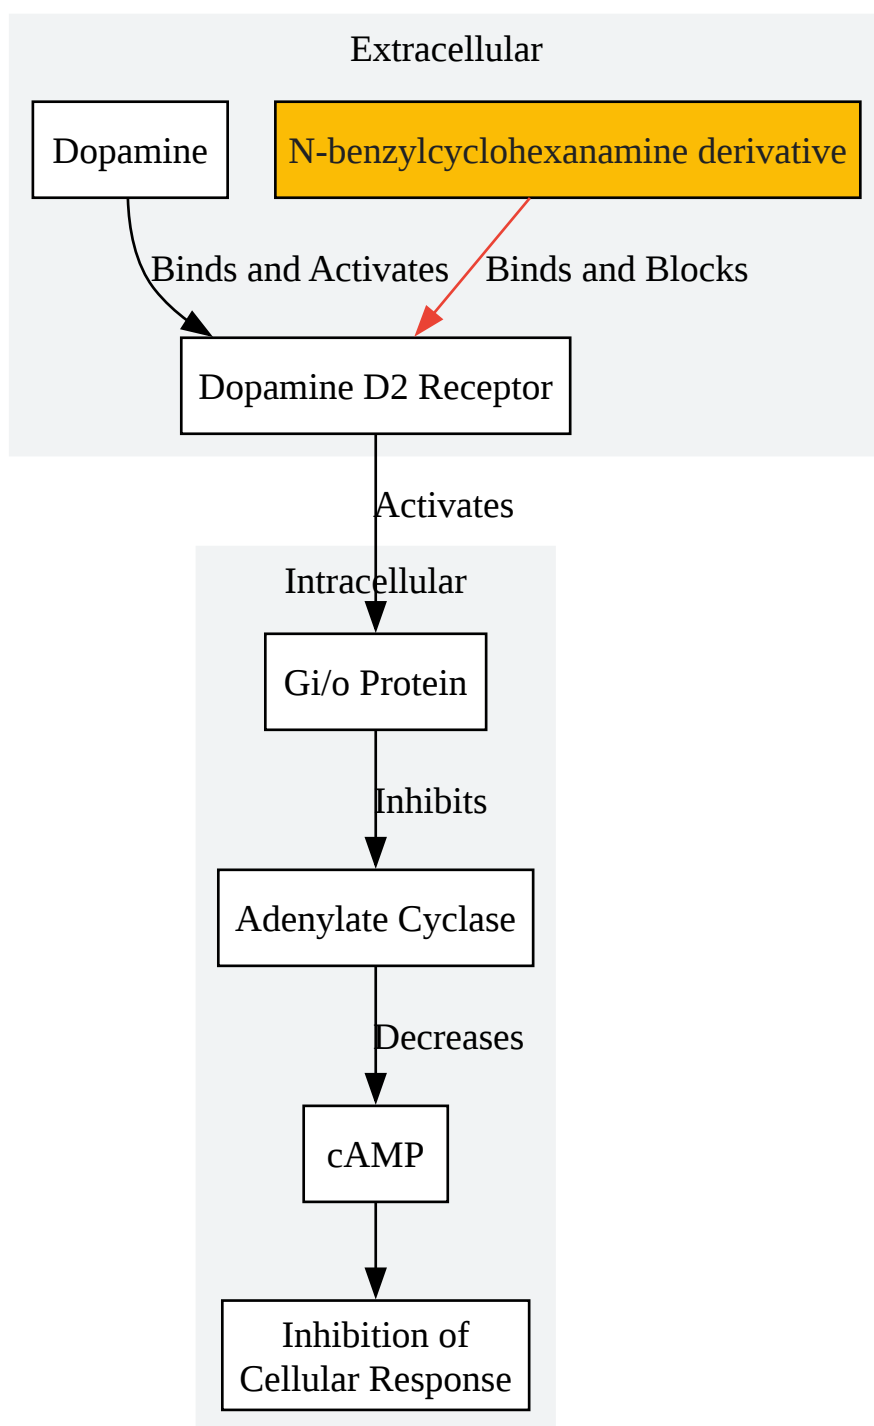 Extracellular
Dopamine
N-benzylcyclohexanamine derivative
Binds and Activates
Binds and Blocks
Dopamine D2 Receptor
Activates
Intracellular
Gi/o Protein
Inhibits
Adenylate Cyclase
Decreases
cAMP
Inhibition of
Cellular Response